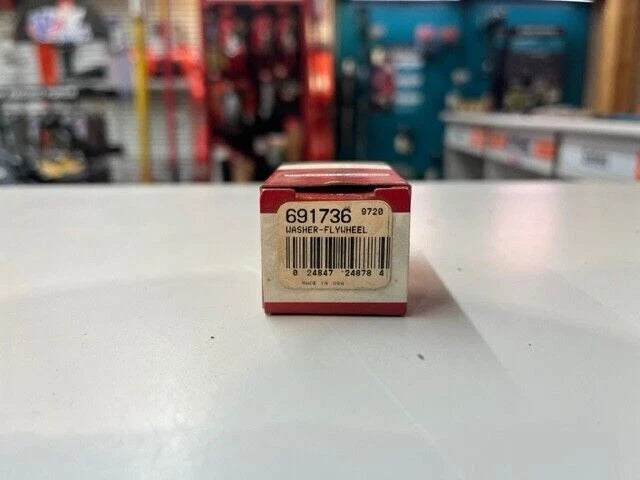 691736 9720
WASHER-FLYWHEEL
0 24847 24878 4
MADE IN USA